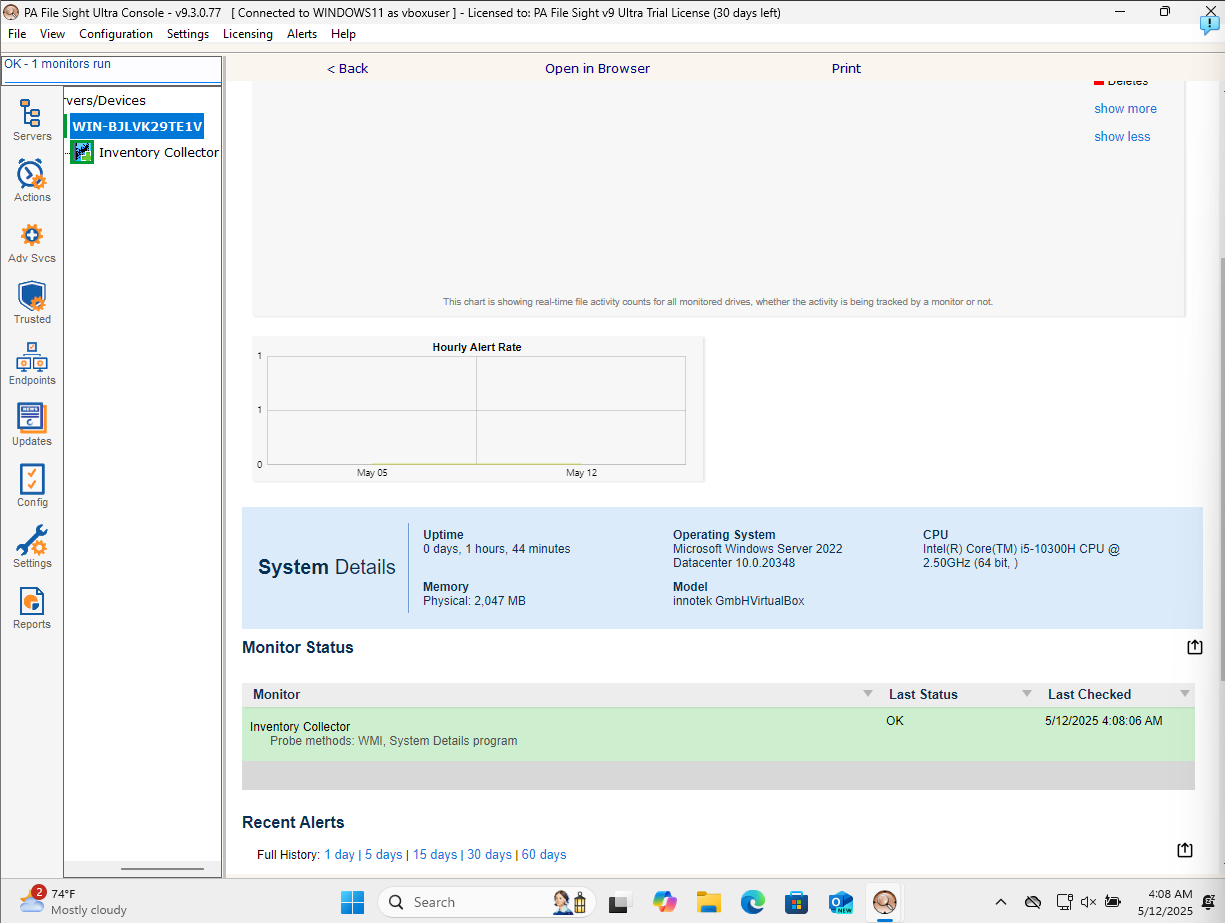 PA File Sight Ultra Console - v9.3.0.77 [ Connected to WINDOWS11 as vboxuser ] - Licensed to: PA File Sight v9 Ultra Trial License (30 days left)
File View Configuration Settings Licensing Alerts Help
OK - 1 monitors run
< Back Open in Browser Print
Servers
Actions
Adv Svcs
Trusted
Endpoints
Updates
Config
Settings
Reports
rvers/Devices
WIN-BJLVK29TE1V
Inventory Collector
Deletes
show more
show less
This chart is showing real-time file activity counts for all monitored drives, whether the activity is being tracked by a monitor or not.
Hourly Alert Rate
1
1
0
May 05 May 12
System Details
Uptime
0 days, 1 hours, 44 minutes
Memory
Physical: 2,047 MB
Operating System
Microsoft Windows Server 2022
Datacenter 10.0.20348
Model
innotek GmbHVirtualBox
CPU
Intel(R) Core(TM) i5-10300H CPU @
2.50GHz (64 bit, )
Monitor Status
Monitor Last Status Last Checked
Inventory Collector OK 5/12/2025 4:08:06 AM
Probe methods: WMI, System Details program
Recent Alerts
Full History: 1 day | 5 days | 15 days | 30 days | 60 days
2
74°F
Mostly cloudy
Search
NEW
4:08 AM
5/12/2025